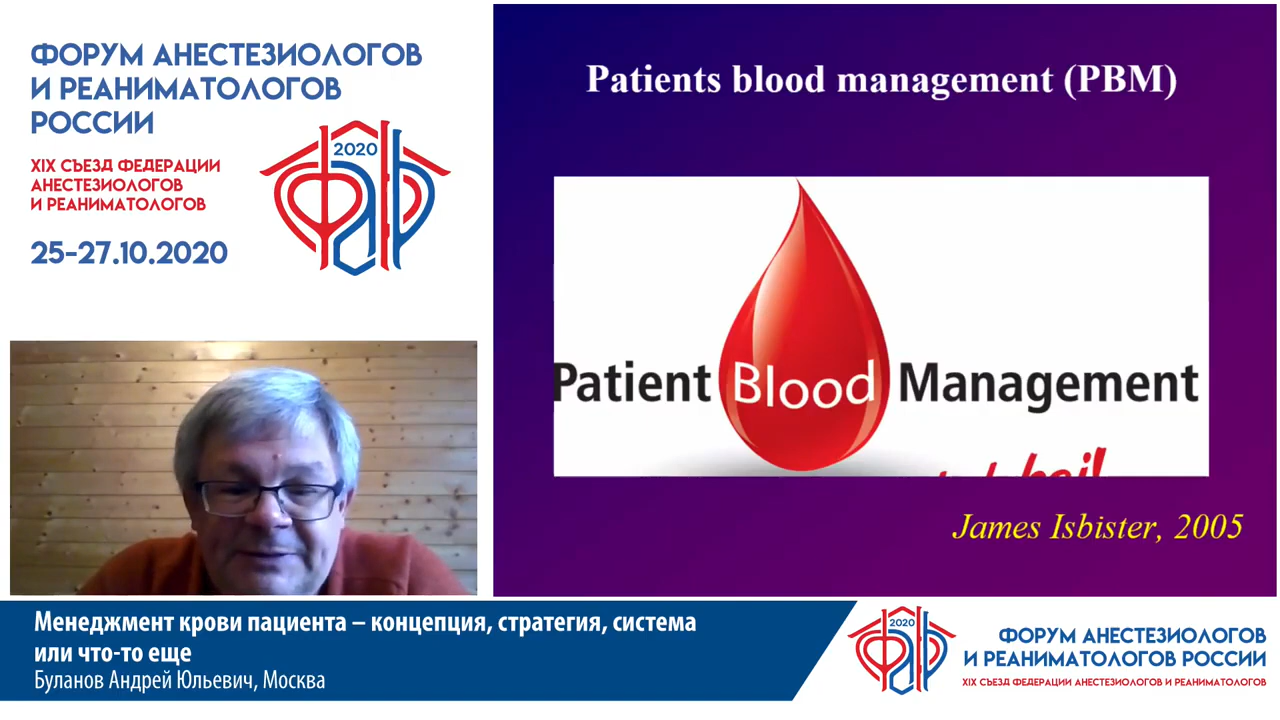 ФОРУМ АНЕСТЕЗИОЛОГОВ
И РЕАНИМАТОЛОГОВ
РОССИИ
XIX СЪЕЗД ФЕДЕРАЦИИ
АНЕСТЕЗИОЛОГОВ
И РЕАНИМАТОЛОГОВ
25-27.10.2020
2020
ФАР
Patients blood management (PBM)
Patient Blood Management
James Isbister, 2005
Менеджмент крови пациента – концепция, стратегия, система
или что-то еще
Буланов Андрей Юльевич, Москва
2020
ФАР
ФОРУМ АНЕСТЕЗИОЛОГОВ
И РЕАНИМАТОЛОГОВ РОССИИ
XIX СЪЕЗД ФЕДЕРАЦИИ АНЕСТЕЗИОЛОГОВ И РЕАНИМАТОЛОГОВ